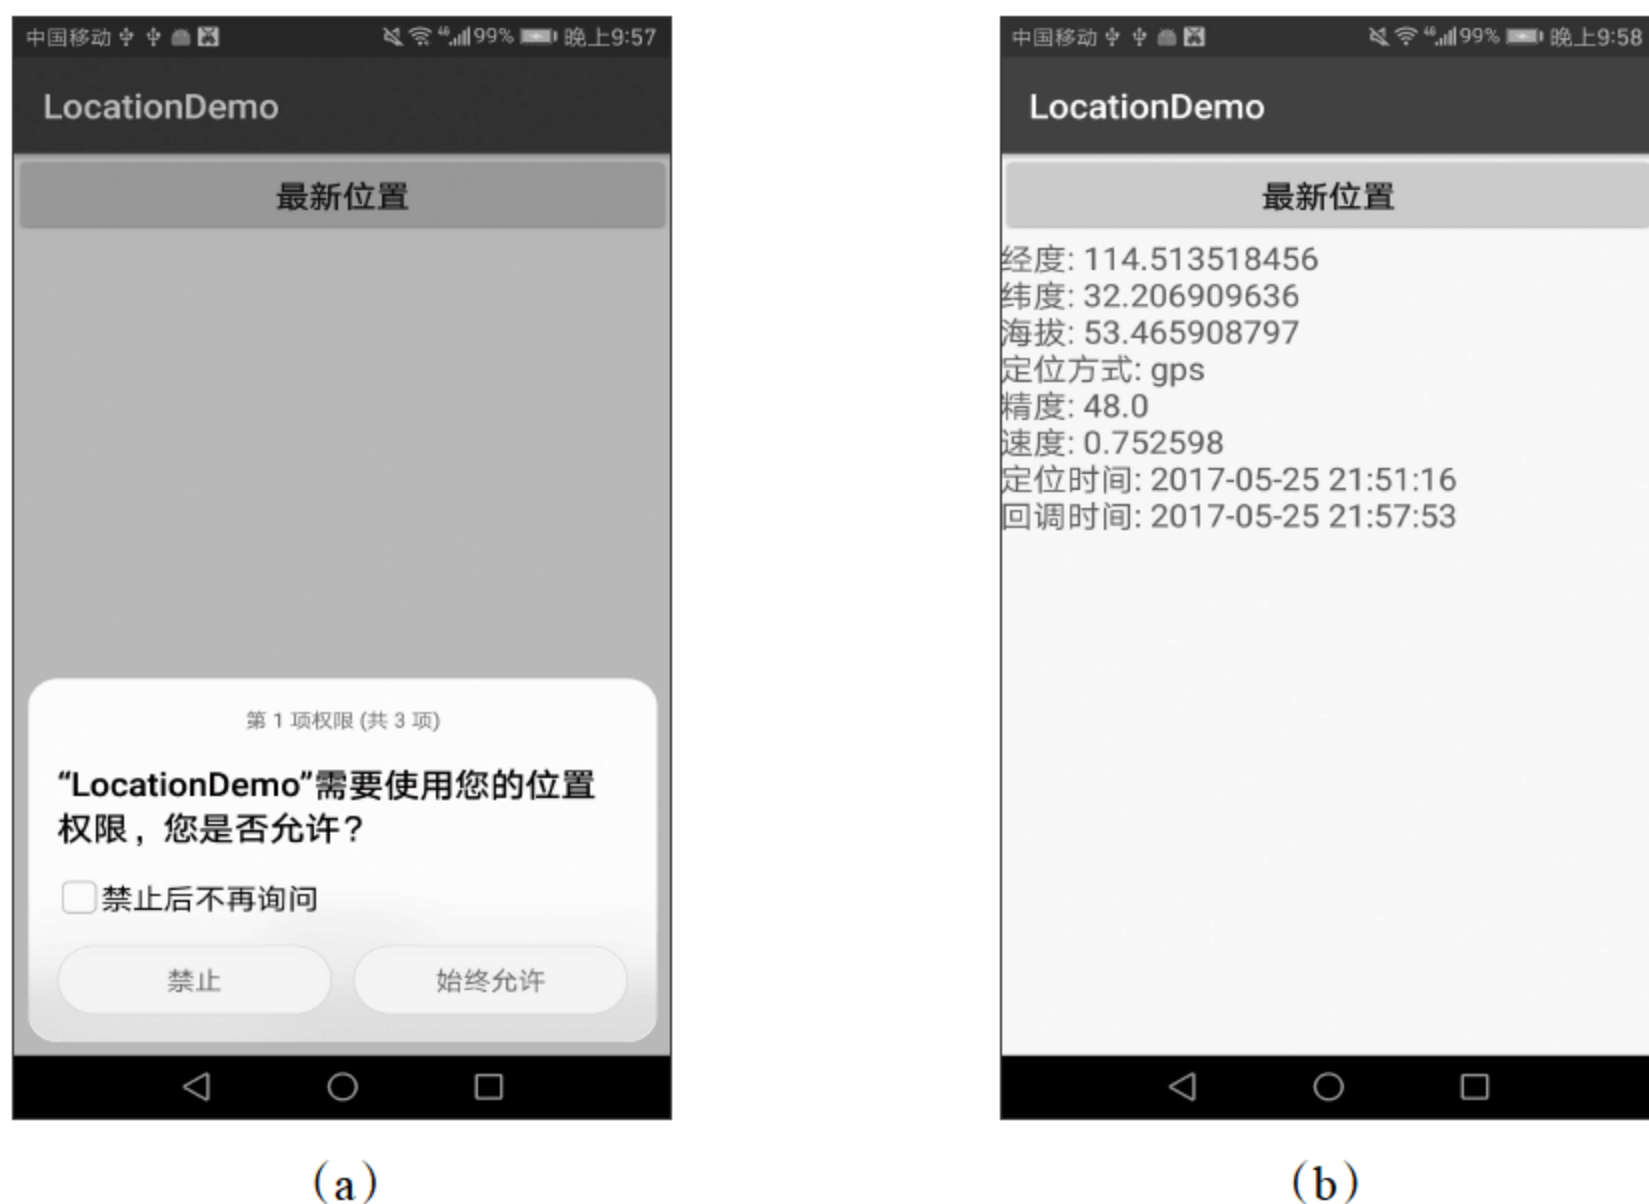 中国移动 99% 晚上9:57
LocationDemo
最新位置
第 1 项权限 (共 3 项)
“LocationDemo”需要使用您的位置
权限，您是否允许？
禁止后不再询问
禁止 始终允许
(a)
中国移动 99% 晚上9:58
LocationDemo
最新位置
经度: 114.513518456
纬度: 32.206909636
海拔: 53.465908797
定位方式: gps
精度: 48.0
速度: 0.752598
定位时间: 2017-05-25 21:51:16
回调时间: 2017-05-25 21:57:53
(b)